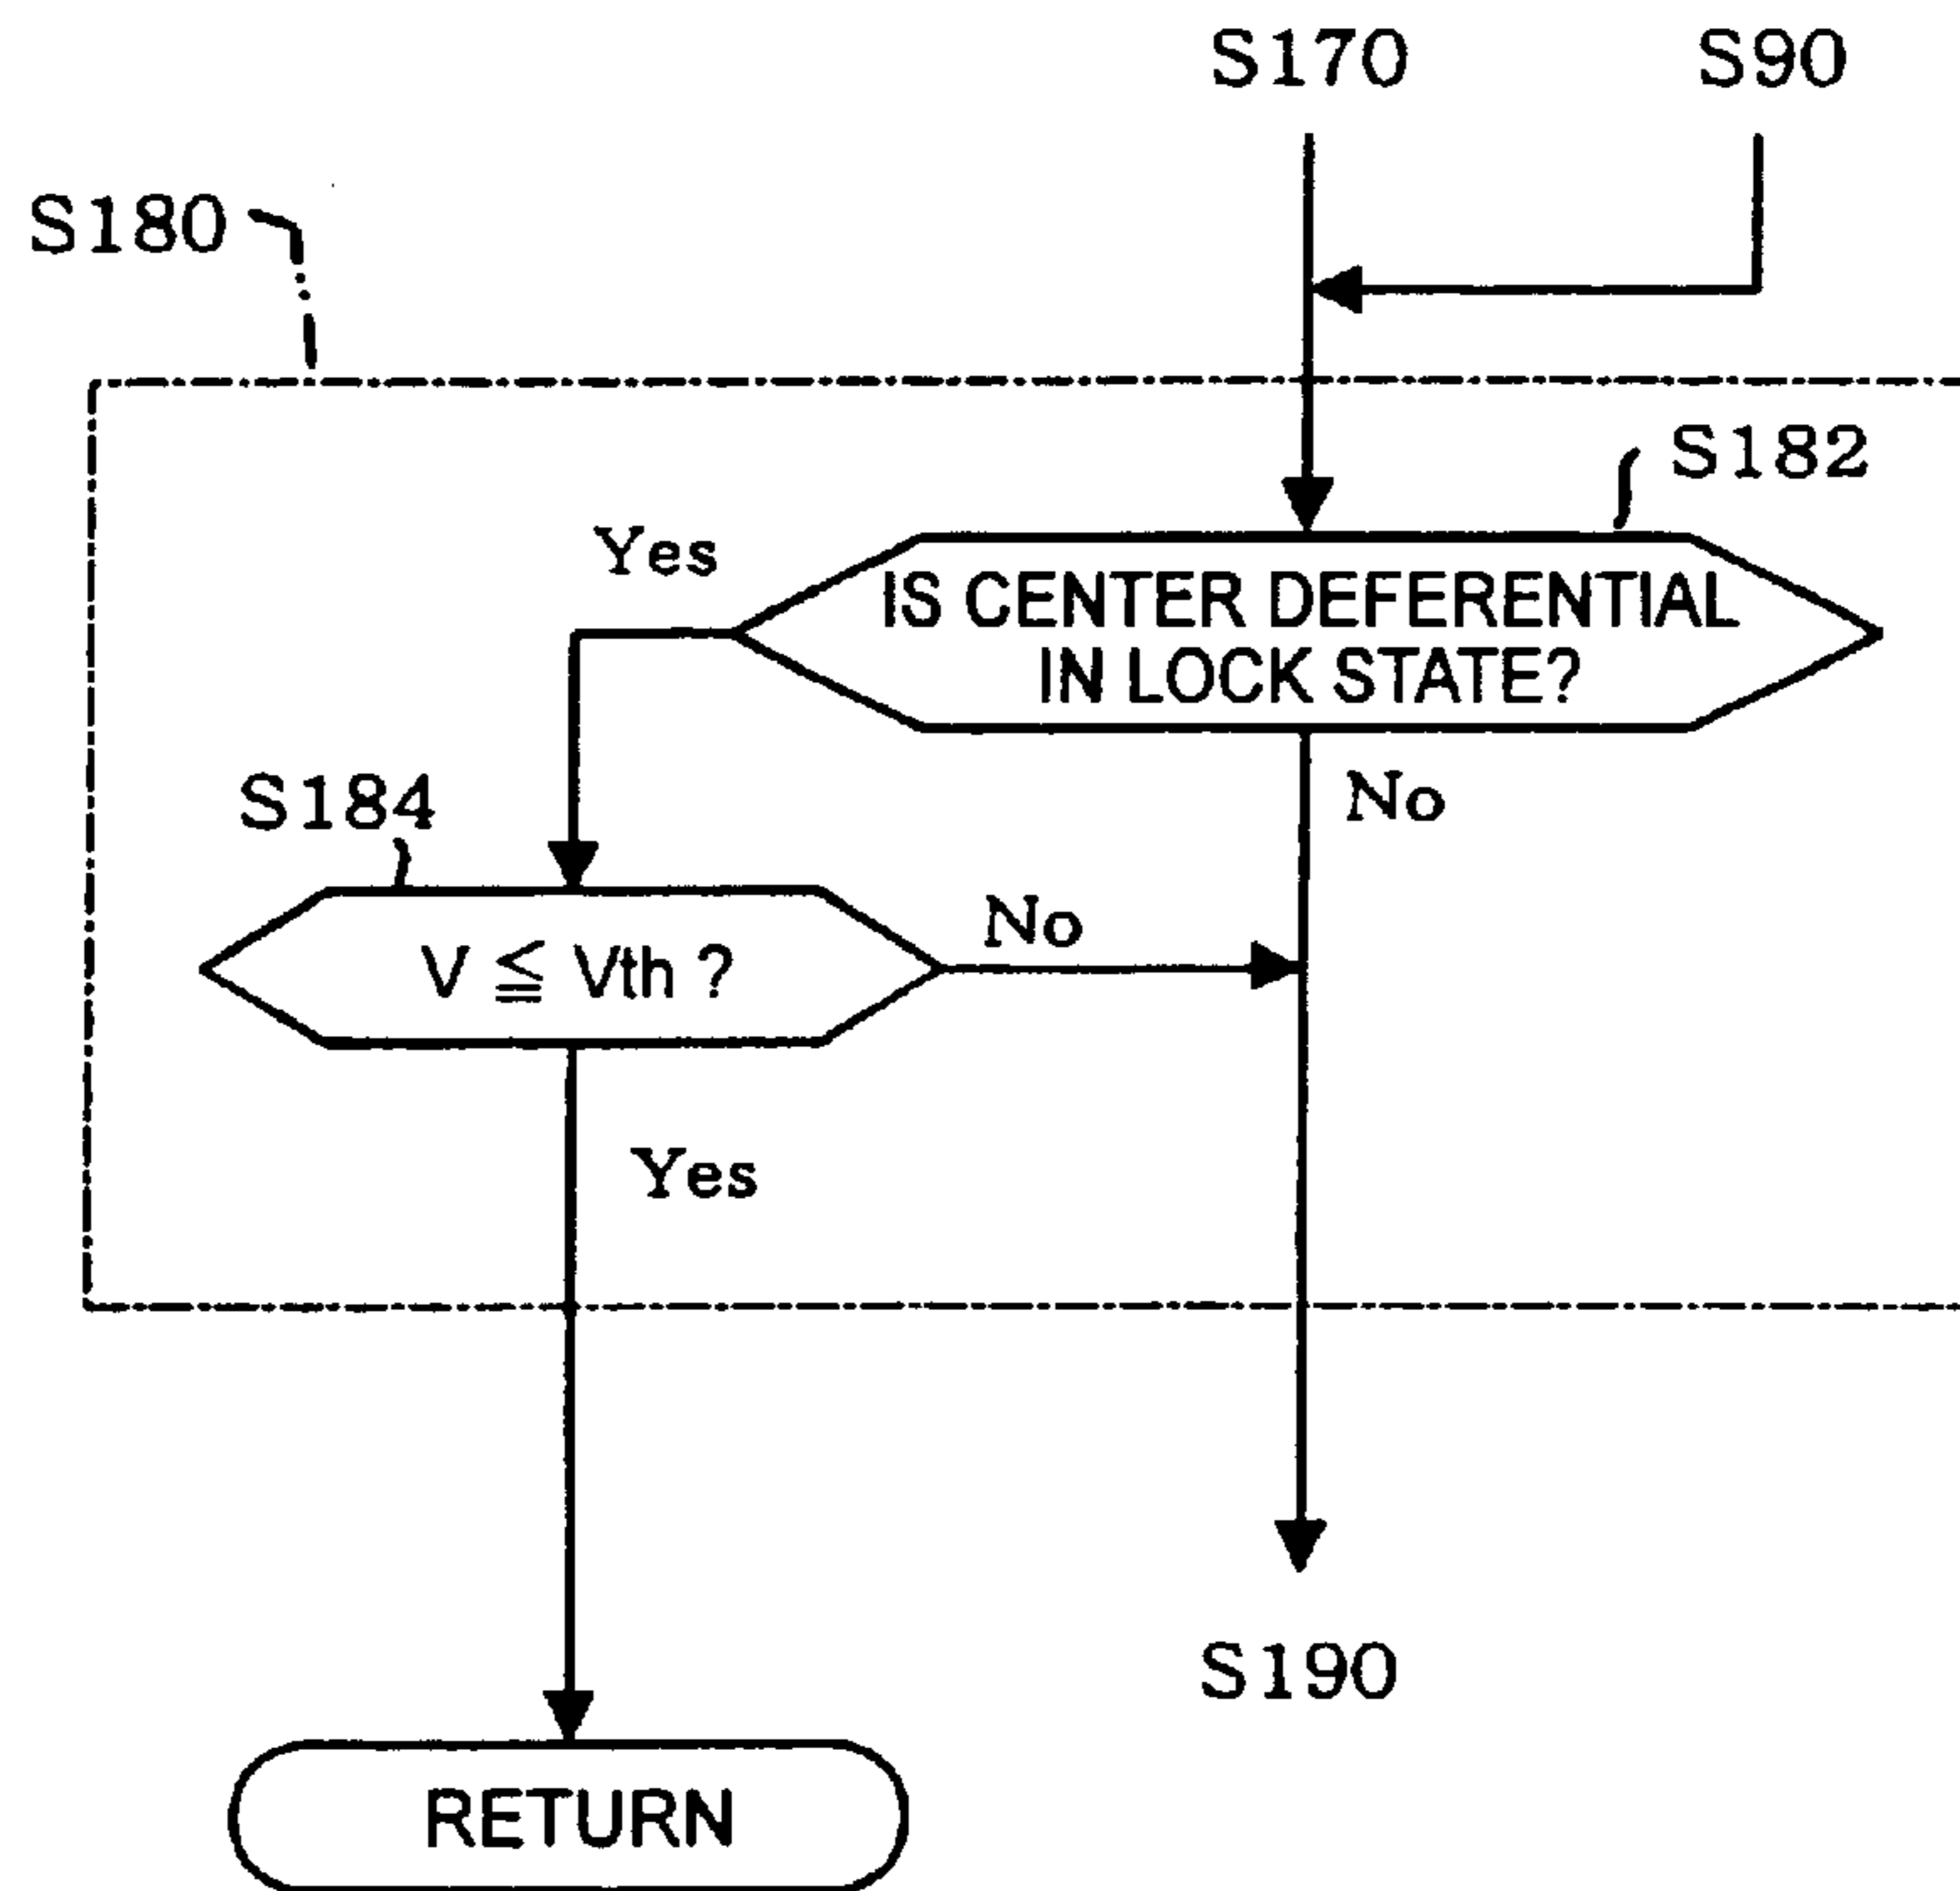 S170
S90
S180
S182
Yes
IS CENTER DEFERENTIAL
IN LOCK STATE?
No
S184
No
V ≦ Vth ?
Yes
S190
RETURN